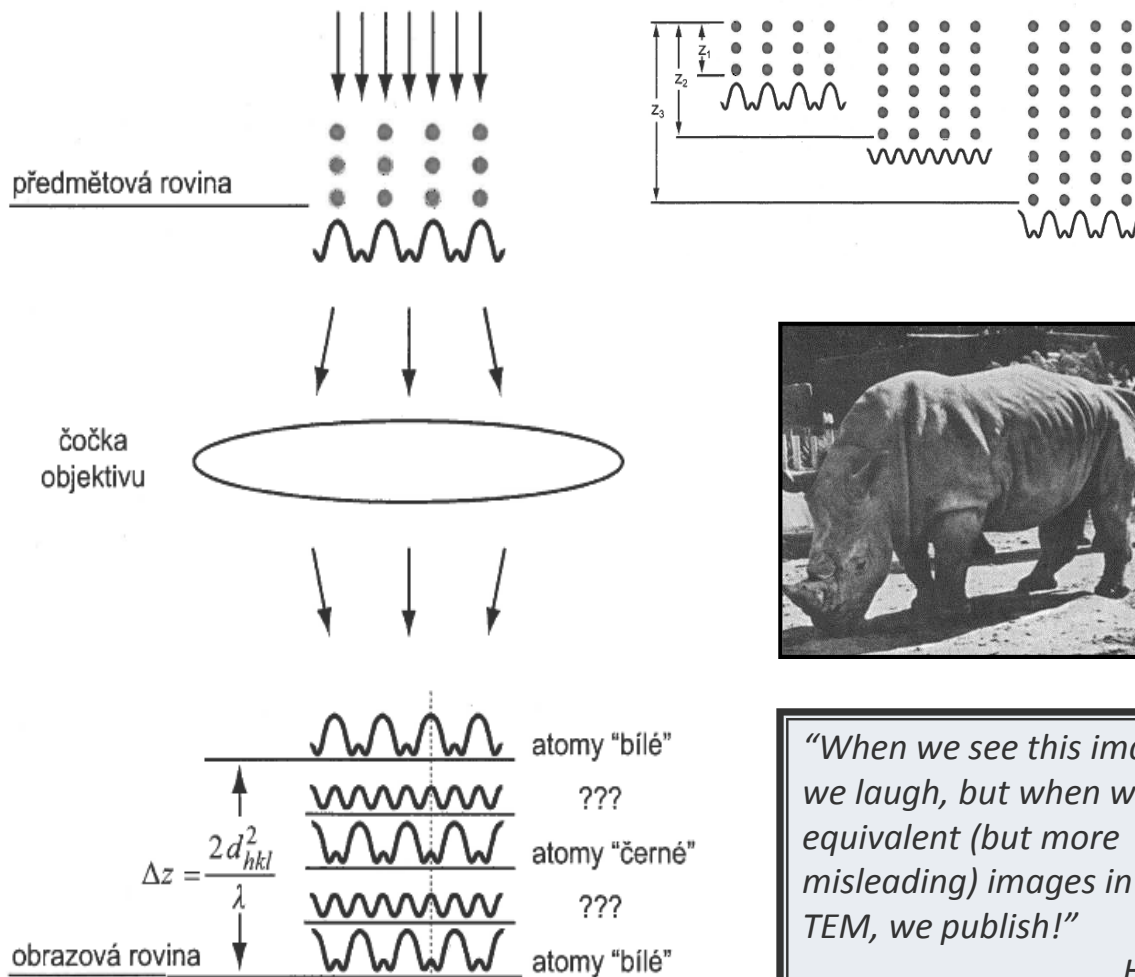 předmětová rovina
čočka
objektivu
atomy “bílé”
???
atomy “černé”
???
atomy “bílé”
Δz = 2d²hkl / λ
obrazová rovina
z₁
z₂
z₃
“When we see this
we laugh, but when
equivalent (but more
misleading) images in
TEM, we publish!”